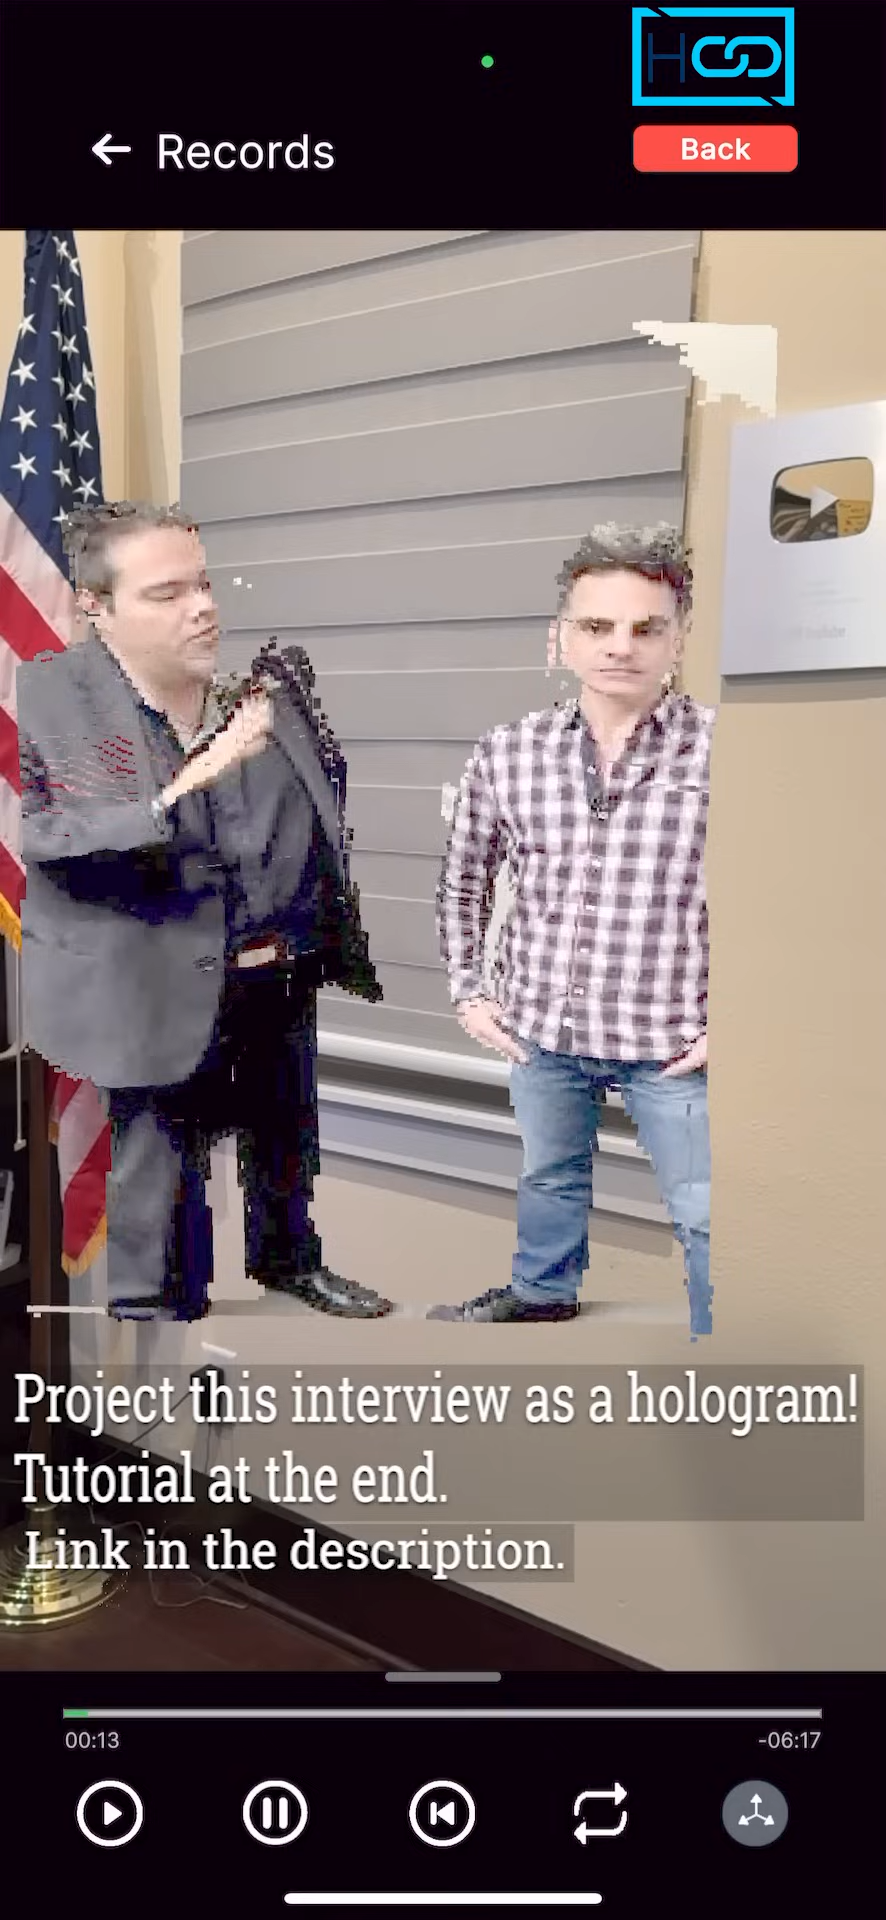 Records
Back
Project this interview as a hologram!
Tutorial at the end.
Link in the description.
00:13
-06:17